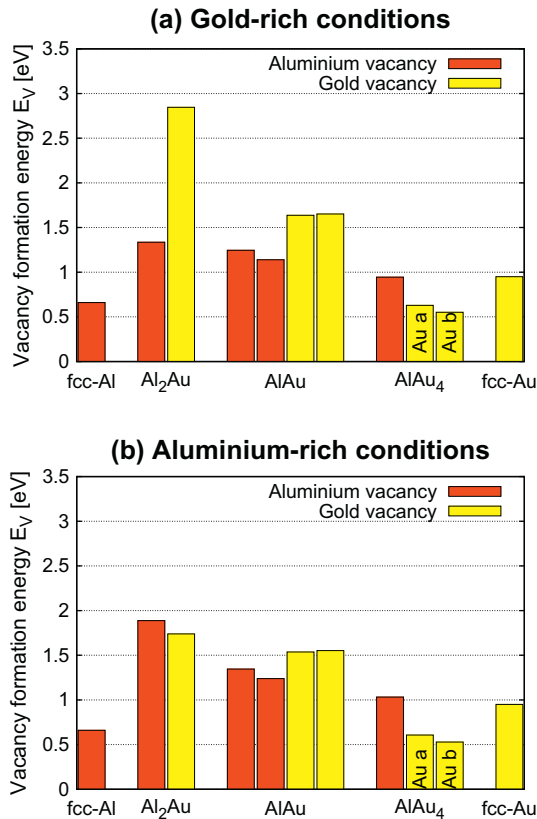 (a) Gold-rich conditions
Vacancy formation energy E_V [eV]
3.5
3
2.5
2
1.5
1
0.5
0
Aluminium vacancy
Gold vacancy
Au a
Au b
fcc-Al Al₂Au AlAu AlAu₄ fcc-Au
(b) Aluminium-rich conditions
Vacancy formation energy E_V [eV]
3.5
3
2.5
2
1.5
1
0.5
0
Aluminium vacancy
Gold vacancy
Au a
Au b
fcc-Al Al₂Au AlAu AlAu₄ fcc-Au